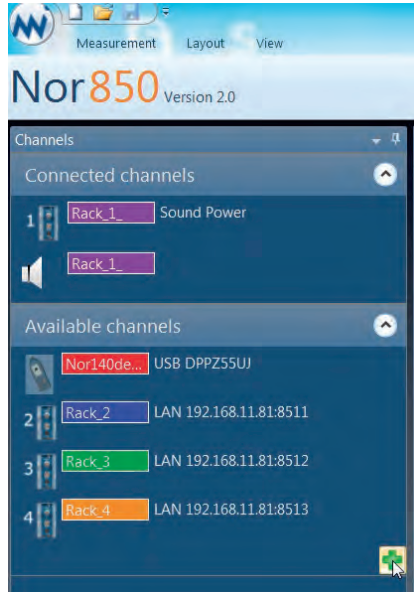 Measurement Layout View
Nor850 Version 2.0
Channels
Connected channels
1 Rack_1_ Sound Power
Rack_1_
Available channels
Nor140de... USB DPPZ55UJ
2 Rack_2 LAN 192.168.11.81:8511
3 Rack_3 LAN 192.168.11.81:8512
4 Rack_4 LAN 192.168.11.81:8513